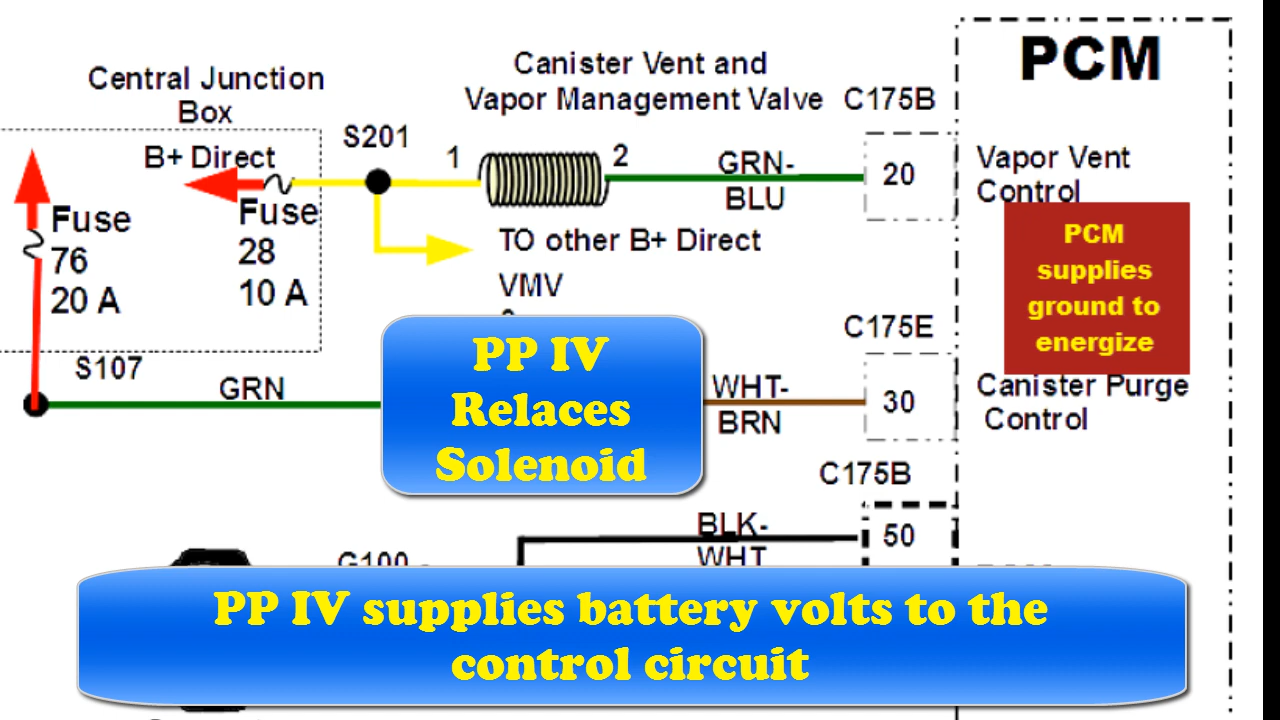 PCM
Central Junction
Box
Canister Vent and
Vapor Management Valve
C175B
S201
B+ Direct
1
2
GRN-
BLU
20
Vapor Vent
Control
Fuse
76
20 A
Fuse
28
10 A
TO other B+ Direct
VMV
PCM
supplies
ground to
energize
C175E
S107
GRN
PP IV
Relaces
Solenoid
WHT-
BRN
30
Canister Purge
Control
C175B
BLK-
WHT
50
G100
PP IV supplies battery volts to the
control circuit